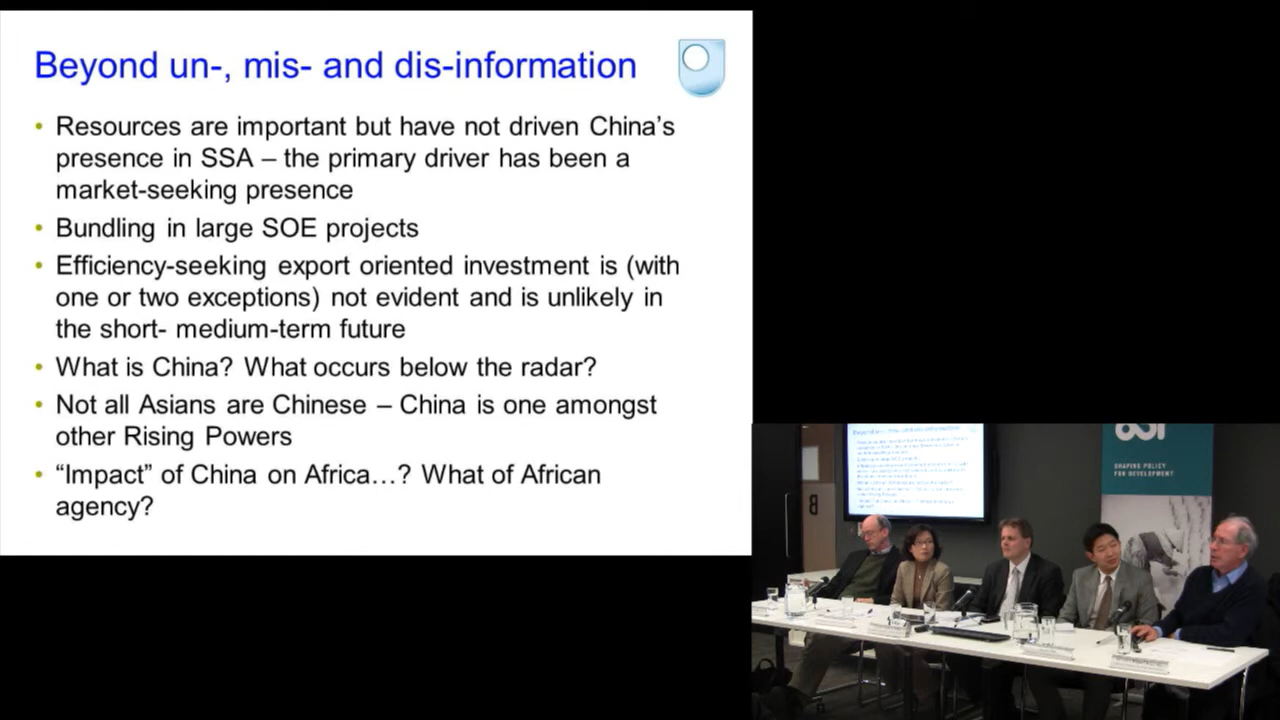 Beyond un-, mis- and dis-information
• Resources are important but have not driven China’s
presence in SSA – the primary driver has been a
market-seeking presence
• Bundling in large SOE projects
• Efficiency-seeking export oriented investment is (with
one or two exceptions) not evident and is unlikely in
the short- medium-term future
• What is China? What occurs below the radar?
• Not all Asians are Chinese – China is one amongst
other Rising Powers
• “Impact” of China on Africa…? What of African
agency?
SHAPING POLICY
FOR DEVELOPMENT